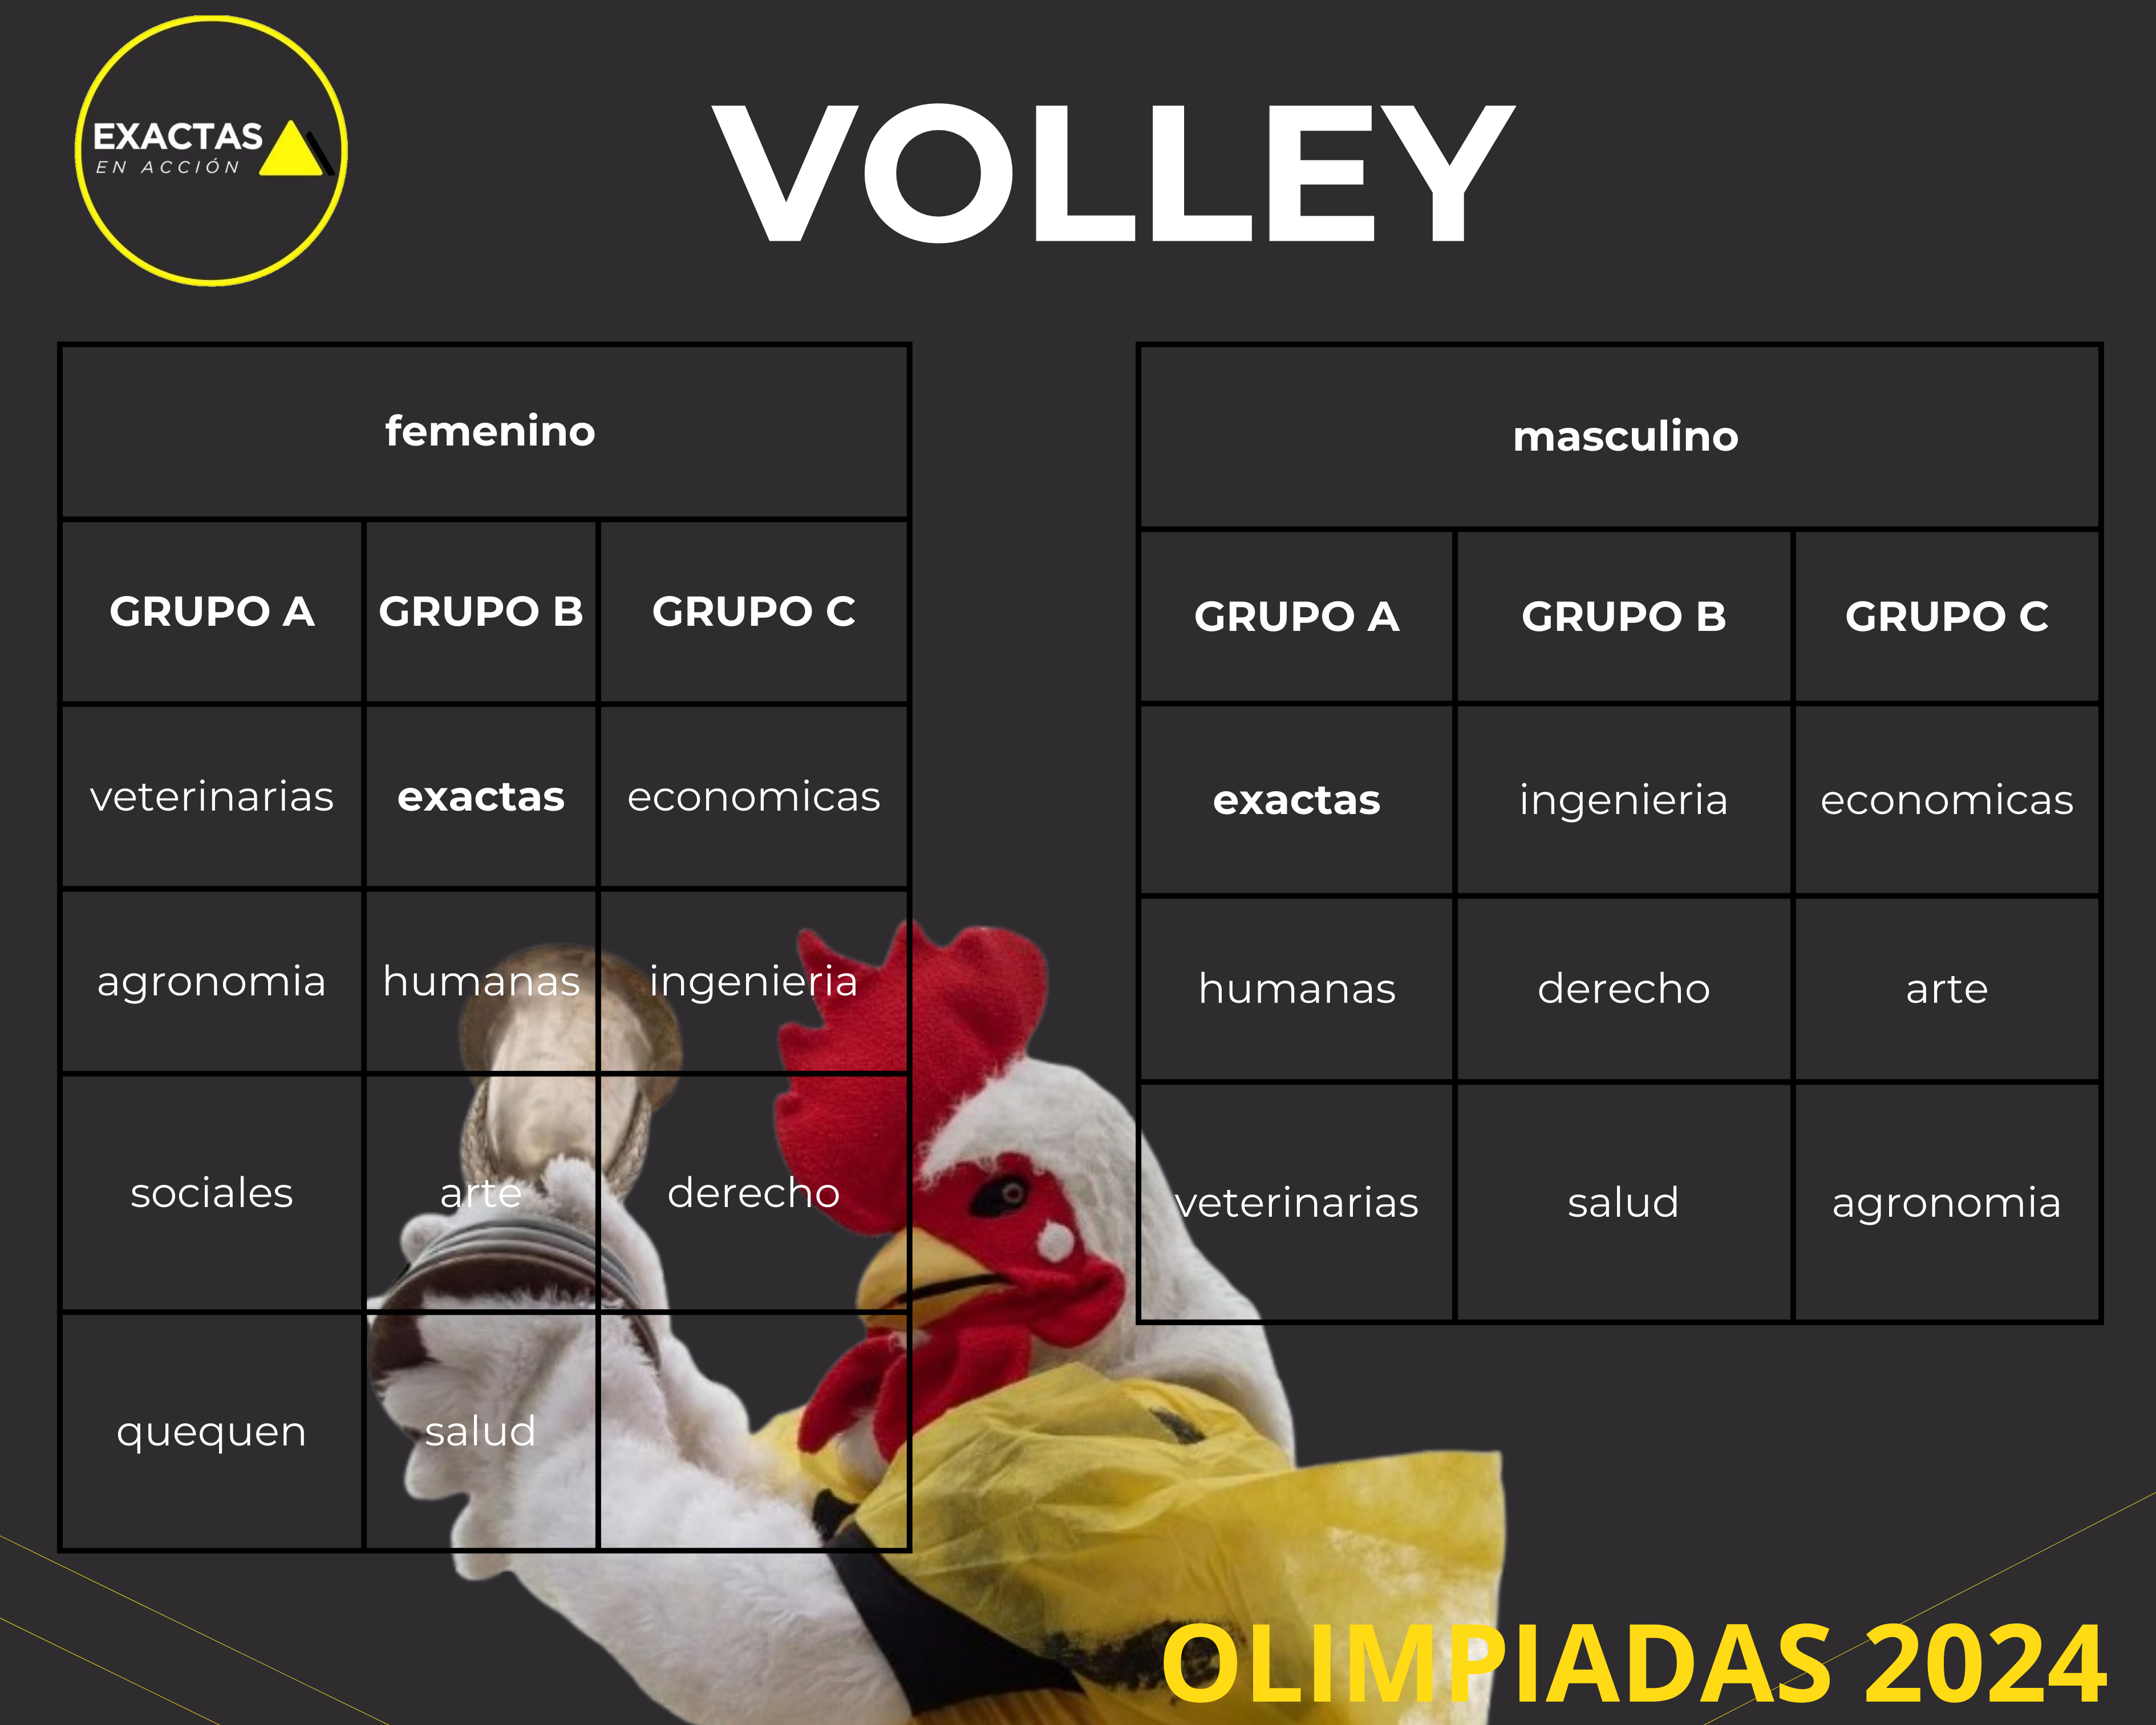 EXACTAS
EN ACCIÓN
VOLLEY
femenino
GRUPO A GRUPO B GRUPO C
veterinarias exactas economicas
agronomia humanas ingenieria
sociales arte derecho
quequen salud
masculino
GRUPO A GRUPO B GRUPO C
exactas ingenieria economicas
humanas derecho arte
veterinarias salud agronomia
OLIMPIADAS 2024